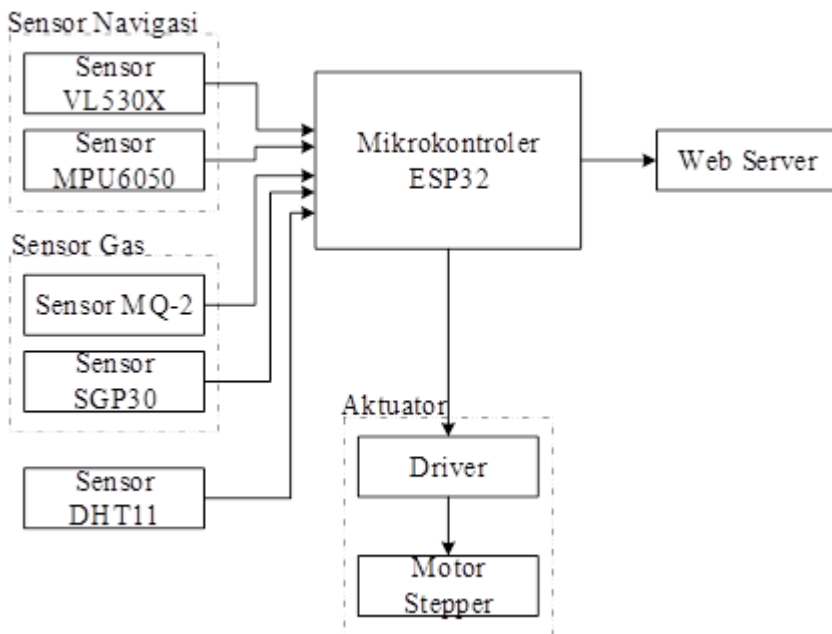 Sensor Navigasi
Sensor
VL530X
Sensor
MPU6050
Mikrokontroler
ESP32
Web Server
Sensor Gas
Sensor MQ-2
Sensor
SGP30
Sensor
DHT11
Aktuator
Driver
Motor
Stepper